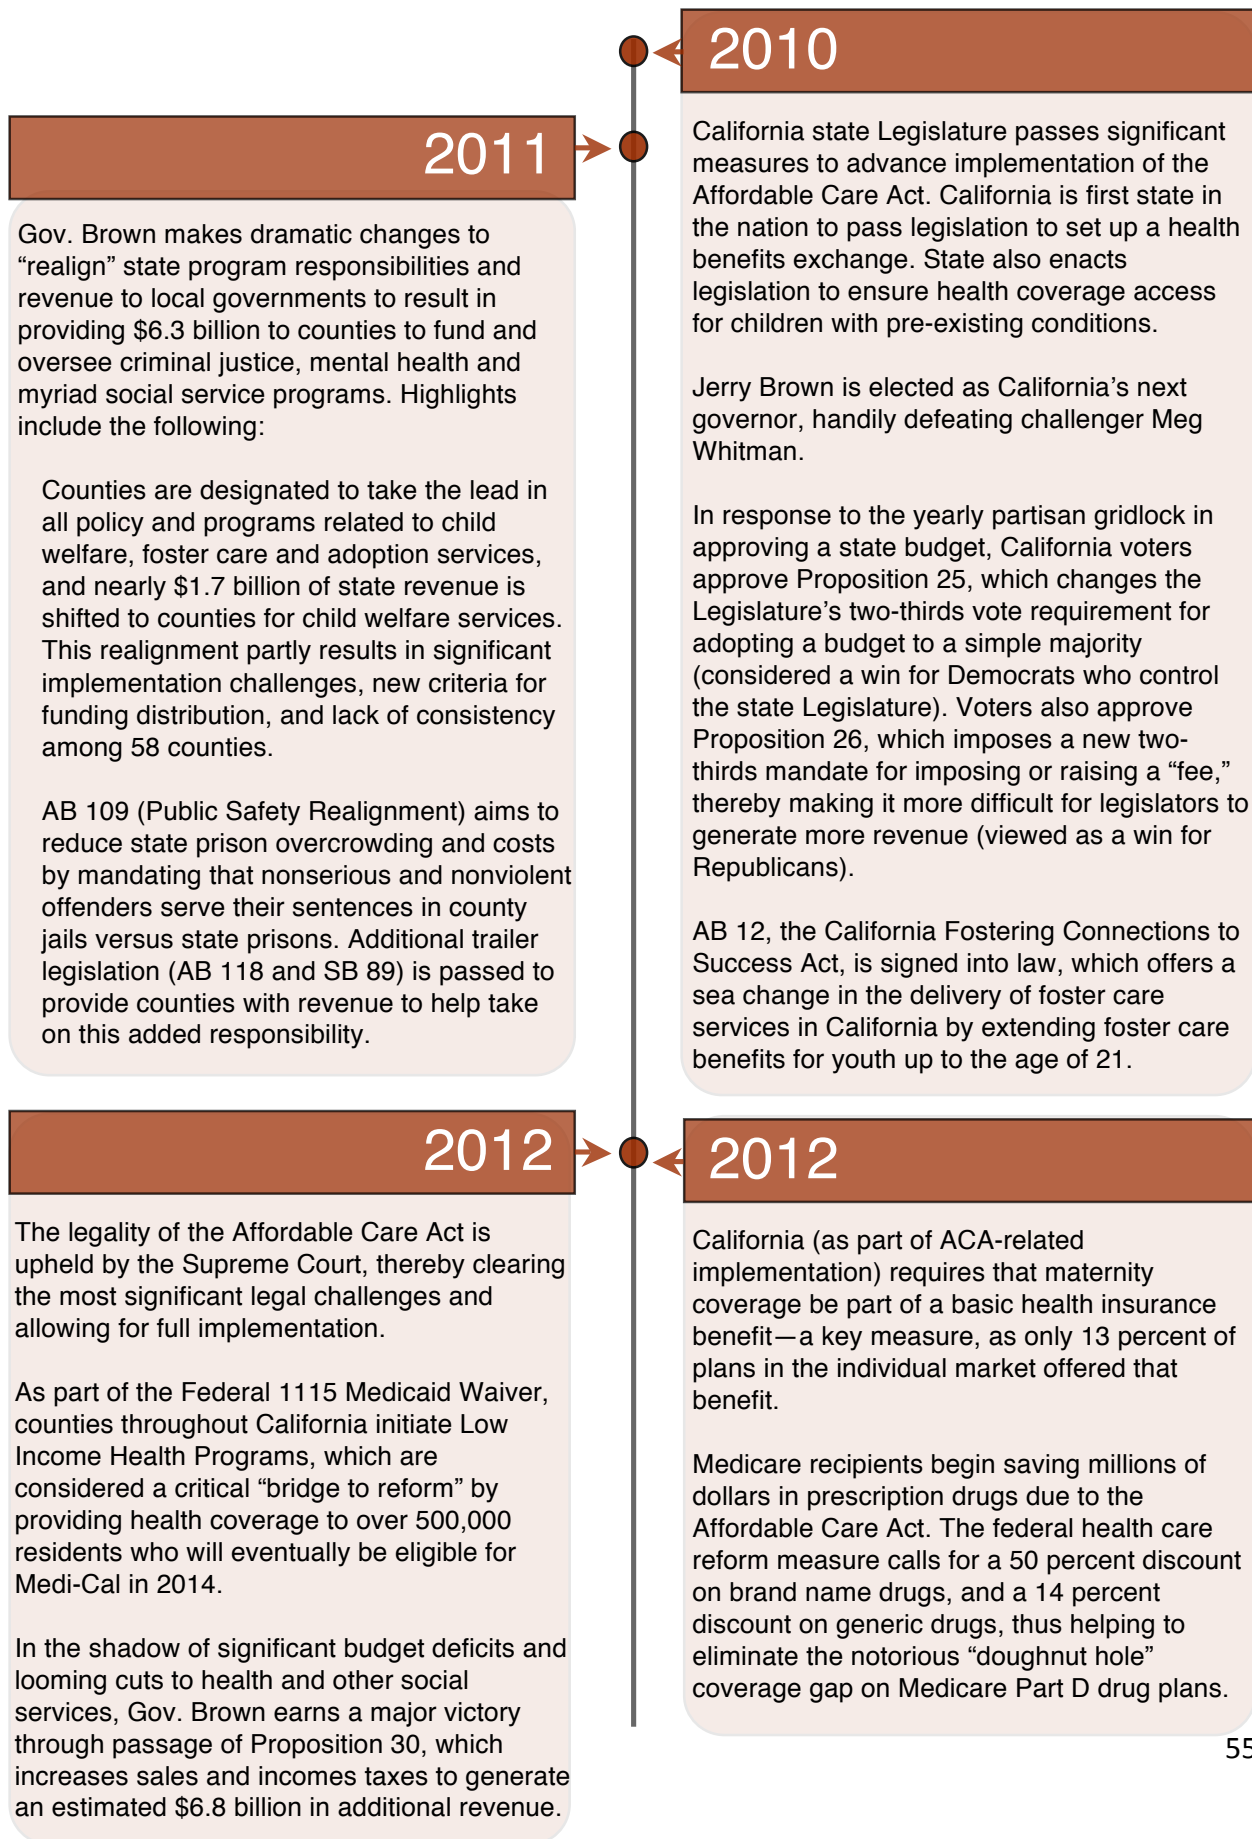 2010
California state Legislature passes significant
measures to advance implementation of the
Affordable Care Act. California is first state in
the nation to pass legislation to set up a health
benefits exchange. State also enacts
legislation to ensure health coverage access
for children with pre-existing conditions.
Jerry Brown is elected as California’s next
governor, handily defeating challenger Meg
Whitman.
In response to the yearly partisan gridlock in
approving a state budget, California voters
approve Proposition 25, which changes the
Legislature’s two-thirds vote requirement for
adopting a budget to a simple majority
(considered a win for Democrats who control
the state Legislature). Voters also approve
Proposition 26, which imposes a new two-
thirds mandate for imposing or raising a “fee,”
thereby making it more difficult for legislators to
generate more revenue (viewed as a win for
Republicans).
AB 12, the California Fostering Connections to
Success Act, is signed into law, which offers a
sea change in the delivery of foster care
services in California by extending foster care
benefits for youth up to the age of 21.
2011
Gov. Brown makes dramatic changes to
“realign” state program responsibilities and
revenue to local governments to result in
providing $6.3 billion to counties to fund and
oversee criminal justice, mental health and
myriad social service programs. Highlights
include the following:
Counties are designated to take the lead in
all policy and programs related to child
welfare, foster care and adoption services,
and nearly $1.7 billion of state revenue is
shifted to counties for child welfare services.
This realignment partly results in significant
implementation challenges, new criteria for
funding distribution, and lack of consistency
among 58 counties.
AB 109 (Public Safety Realignment) aims to
reduce state prison overcrowding and costs
by mandating that nonserious and nonviolent
offenders serve their sentences in county
jails versus state prisons. Additional trailer
legislation (AB 118 and SB 89) is passed to
provide counties with revenue to help take
on this added responsibility.
2012
The legality of the Affordable Care Act is
upheld by the Supreme Court, thereby clearing
the most significant legal challenges and
allowing for full implementation.
As part of the Federal 1115 Medicaid Waiver,
counties throughout California initiate Low
Income Health Programs, which are
considered a critical “bridge to reform” by
providing health coverage to over 500,000
residents who will eventually be eligible for
Medi-Cal in 2014.
In the shadow of significant budget deficits and
looming cuts to health and other social
services, Gov. Brown earns a major victory
through passage of Proposition 30, which
increases sales and incomes taxes to generate
an estimated $6.8 billion in additional revenue.
2012
California (as part of ACA-related
implementation) requires that maternity
coverage be part of a basic health insurance
benefit—a key measure, as only 13 percent of
plans in the individual market offered that
benefit.
Medicare recipients begin saving millions of
dollars in prescription drugs due to the
Affordable Care Act. The federal health care
reform measure calls for a 50 percent discount
on brand name drugs, and a 14 percent
discount on generic drugs, thus helping to
eliminate the notorious “doughnut hole”
coverage gap on Medicare Part D drug plans.
55